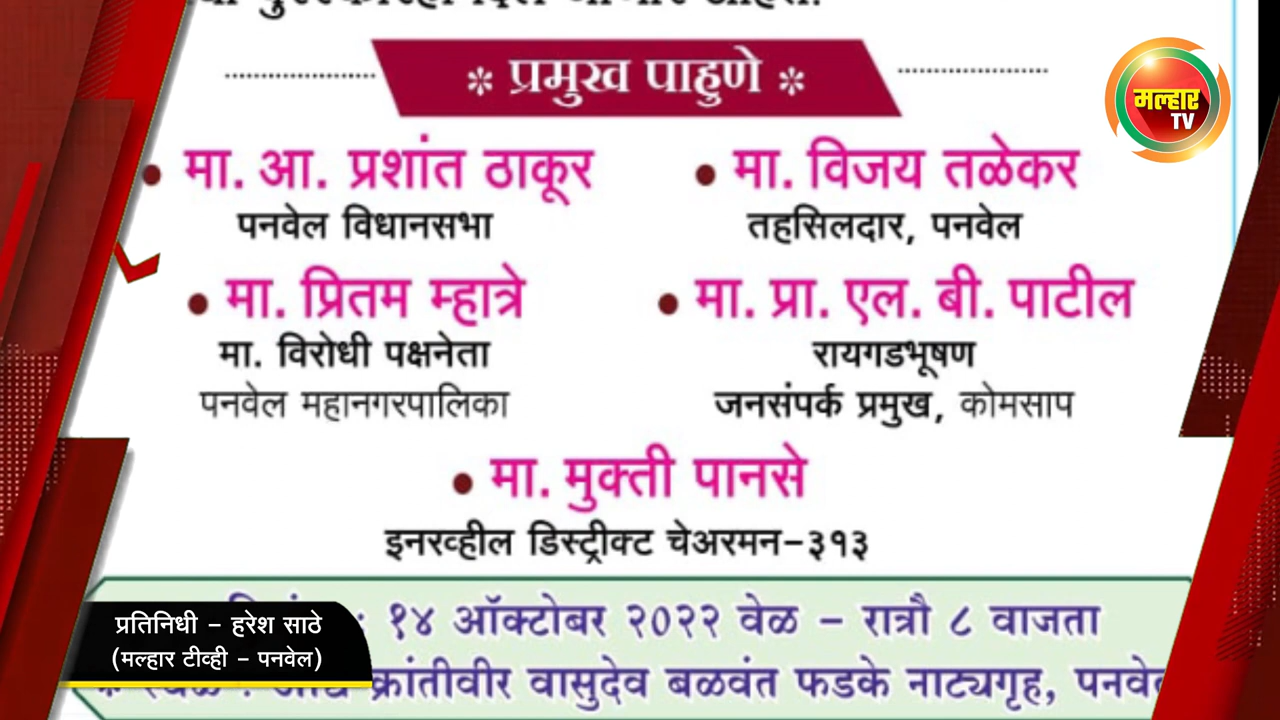 ❇ प्रमुख पाहुणे ❇
मल्हार
TV
• मा. आ. प्रशांत ठाकूर
पनवेल विधानसभा
• मा. विजय तळेकर
तहसिलदार, पनवेल
• मा. प्रितम म्हात्रे
मा. विरोधी पक्षनेता
पनवेल महानगरपालिका
• मा. प्रा. एल. बी. पाटील
रायगडभूषण
जनसंपर्क प्रमुख, कोमसाप
• मा. मुक्ती पानसे
इनरव्हील डिस्ट्रीक्ट चेअरमन-३१३
: १४ ऑक्टोबर २०२२ वेळ - रात्रौ ८ वाजता
क्रांतीवीर वासुदेव बळवंत फडके नाट्यगृह,
प्रतिनिधी - हरेश साठे
(मल्हार टीव्ही - पनवेल)